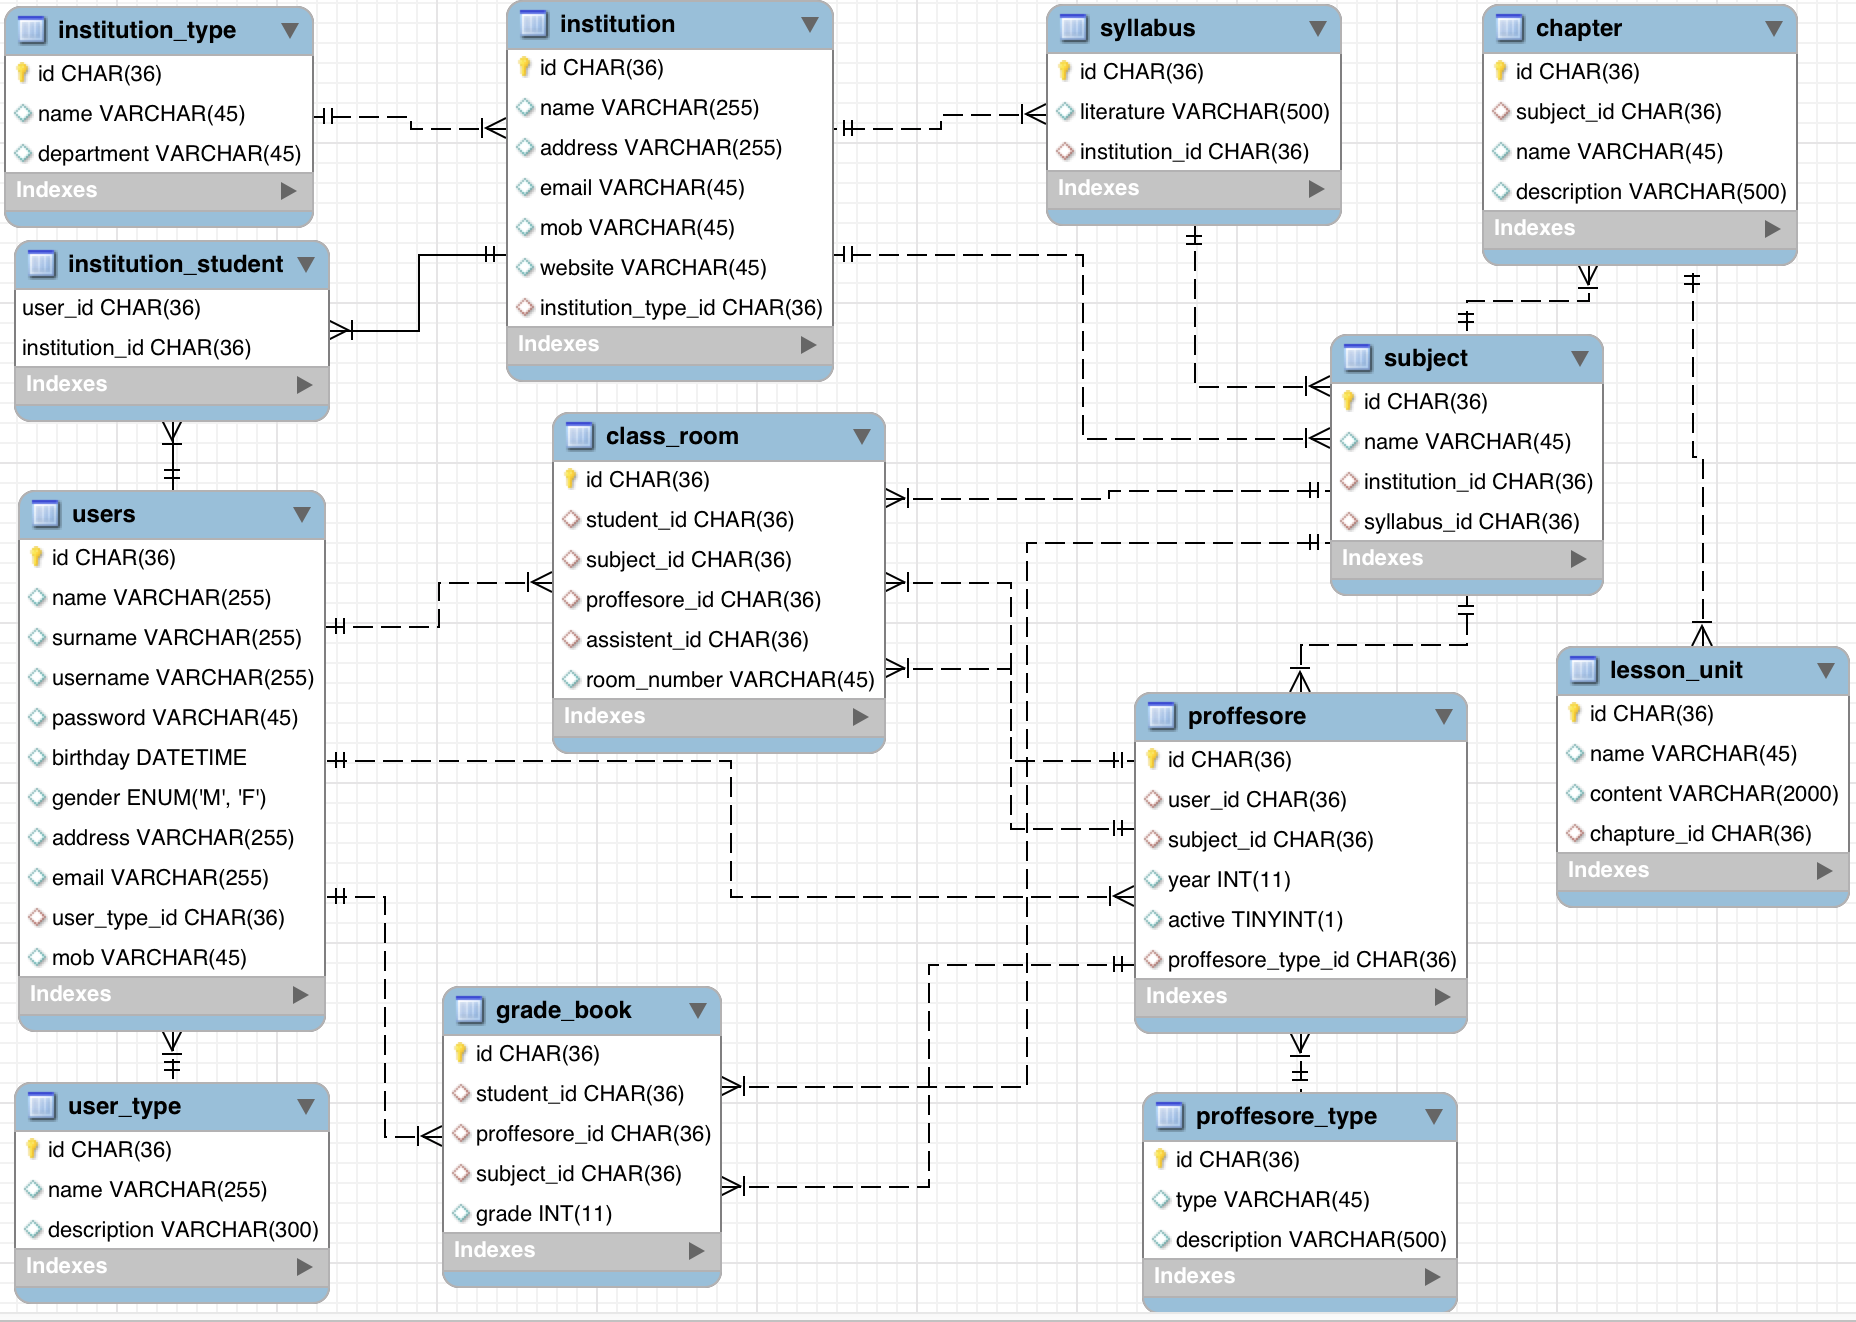 institution_type
id CHAR(36)
name VARCHAR(45)
department VARCHAR(45)
Indexes
institution
id CHAR(36)
name VARCHAR(255)
address VARCHAR(255)
email VARCHAR(45)
mob VARCHAR(45)
website VARCHAR(45)
institution_type_id CHAR(36)
Indexes
syllabus
id CHAR(36)
literature VARCHAR(500)
institution_id CHAR(36)
Indexes
chapter
id CHAR(36)
subject_id CHAR(36)
name VARCHAR(45)
description VARCHAR(500)
Indexes
institution_student
user_id CHAR(36)
institution_id CHAR(36)
Indexes
subject
id CHAR(36)
name VARCHAR(45)
institution_id CHAR(36)
syllabus_id CHAR(36)
Indexes
class_room
id CHAR(36)
student_id CHAR(36)
subject_id CHAR(36)
proffesore_id CHAR(36)
assistent_id CHAR(36)
room_number VARCHAR(45)
Indexes
users
id CHAR(36)
name VARCHAR(255)
surname VARCHAR(255)
username VARCHAR(255)
password VARCHAR(45)
birthday DATETIME
gender ENUM('M', 'F')
address VARCHAR(255)
email VARCHAR(255)
user_type_id CHAR(36)
mob VARCHAR(45)
Indexes
lesson_unit
id CHAR(36)
name VARCHAR(45)
content VARCHAR(2000)
chapture_id CHAR(36)
Indexes
proffesore
id CHAR(36)
user_id CHAR(36)
subject_id CHAR(36)
year INT(11)
active TINYINT(1)
proffesore_type_id CHAR(36)
Indexes
grade_book
id CHAR(36)
student_id CHAR(36)
proffesore_id CHAR(36)
subject_id CHAR(36)
grade INT(11)
Indexes
user_type
id CHAR(36)
name VARCHAR(255)
description VARCHAR(300)
Indexes
proffesore_type
id CHAR(36)
type VARCHAR(45)
description VARCHAR(500)
Indexes